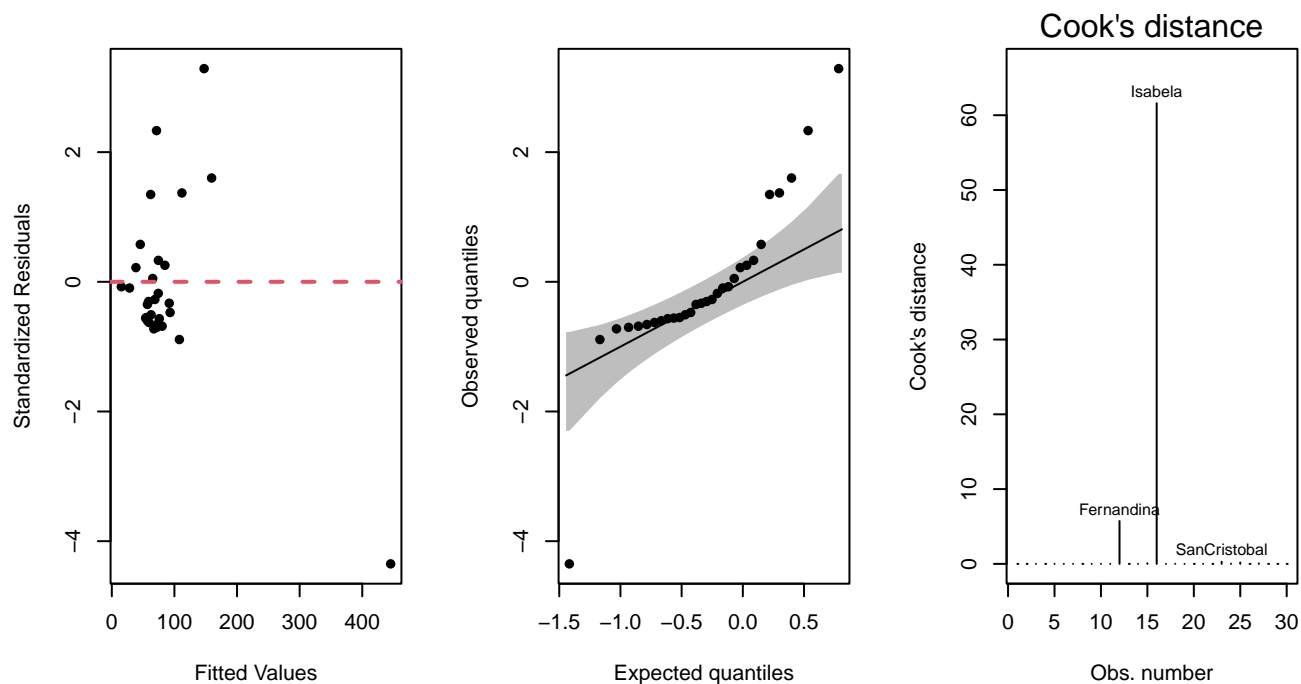 Standardized Residuals
2
0
−2
−4
0 100 200 300 400
Fitted Values
Observed quantiles
2
0
−2
−4
−1.5 −1.0 −0.5 0.0 0.5
Expected quantiles
Cook's distance
Cook's distance
60
50
40
30
20
10
0
Isabela
Fernandina
SanCristobal
0 5 10 15 20 25 30
Obs. number